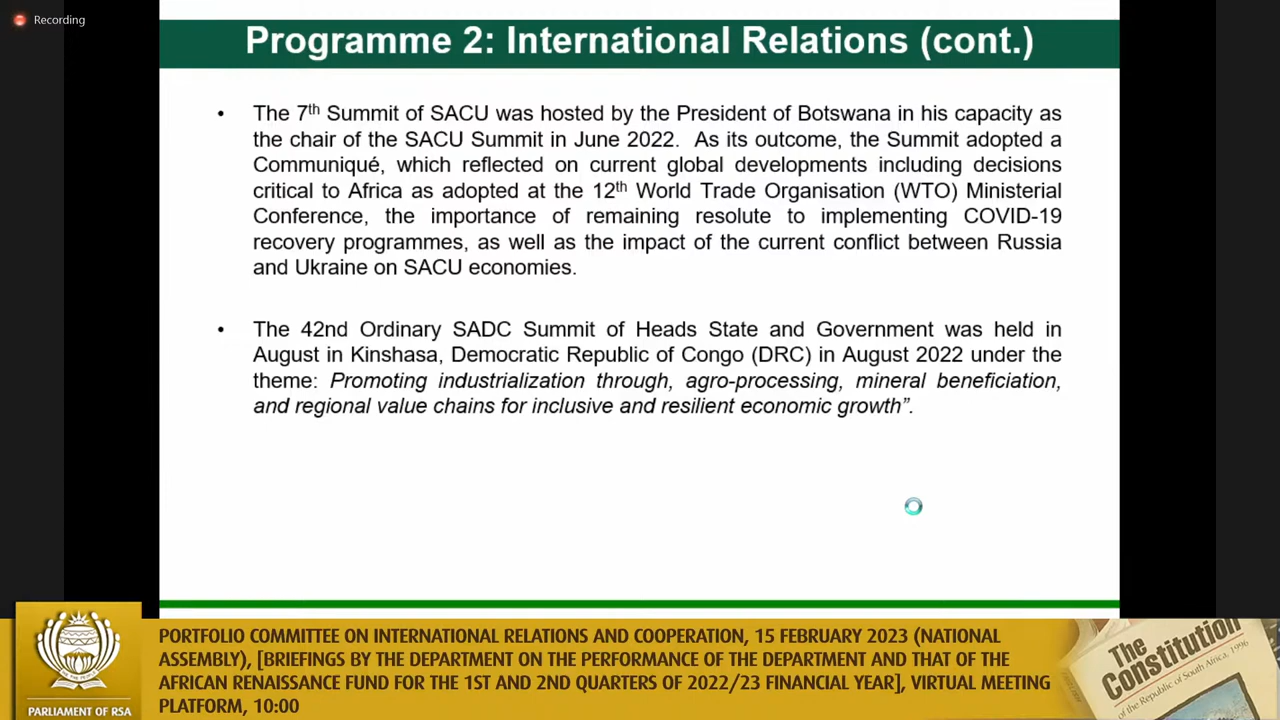 Recording
Programme 2: International Relations (cont.)
• The 7th Summit of SACU was hosted by the President of Botswana in his capacity as
the chair of the SACU Summit in June 2022. As its outcome, the Summit adopted a
Communiqué, which reflected on current global developments including decisions
critical to Africa as adopted at the 12th World Trade Organisation (WTO) Ministerial
Conference, the importance of remaining resolute to implementing COVID-19
recovery programmes, as well as the impact of the current conflict between Russia
and Ukraine on SACU economies.
• The 42nd Ordinary SADC Summit of Heads State and Government was held in
August in Kinshasa, Democratic Republic of Congo (DRC) in August 2022 under the
theme: Promoting industrialization through, agro-processing, mineral beneficiation,
and regional value chains for inclusive and resilient economic growth”.
PORTFOLIO COMMITTEE ON INTERNATIONAL RELATIONS AND COOPERATION, 15 FEBRUARY 2023 (NATIONAL
ASSEMBLY), [BRIEFINGS BY THE DEPARTMENT ON THE PERFORMANCE OF THE DEPARTMENT AND THAT OF THE
AFRICAN RENAISSANCE FUND FOR THE 1ST AND 2ND QUARTERS OF 2022/23 FINANCIAL YEAR], VIRTUAL MEETING
PLATFORM, 10:00
PARLIAMENT OF RSA
The
Constitution
of the Republic of South Africa, 1996